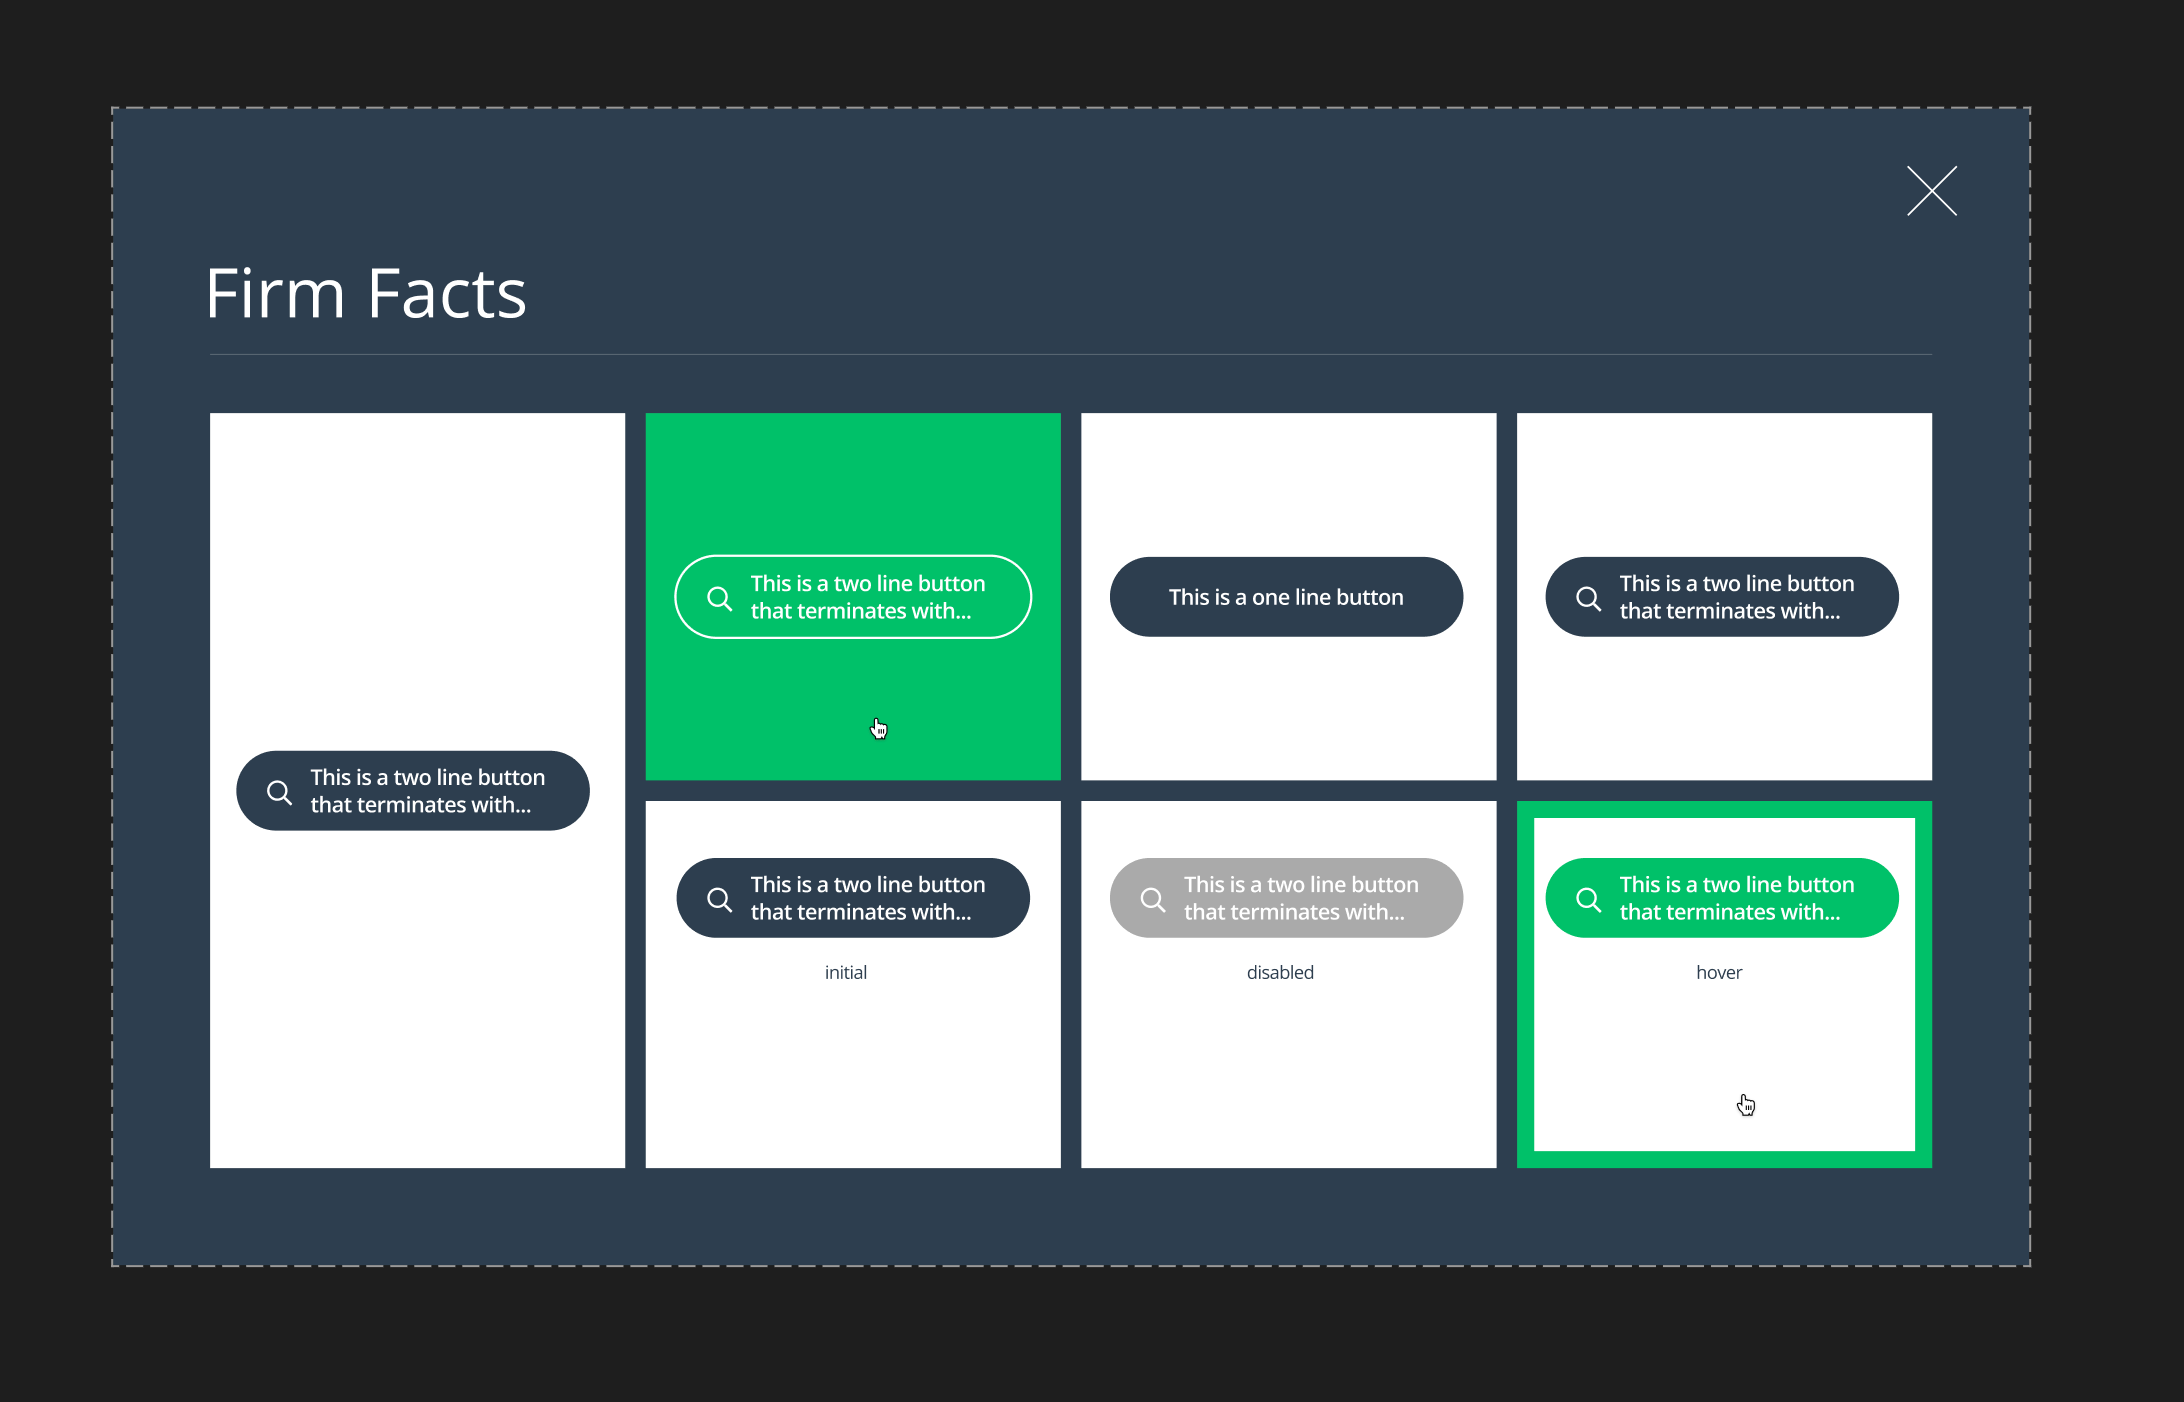 Firm Facts
This is a two line button
that terminates with...
This is a two line button
that terminates with...
This is a one line button
This is a two line button
that terminates with...
This is a two line button
that terminates with...
initial
This is a two line button
that terminates with...
disabled
This is a two line button
that terminates with...
hover